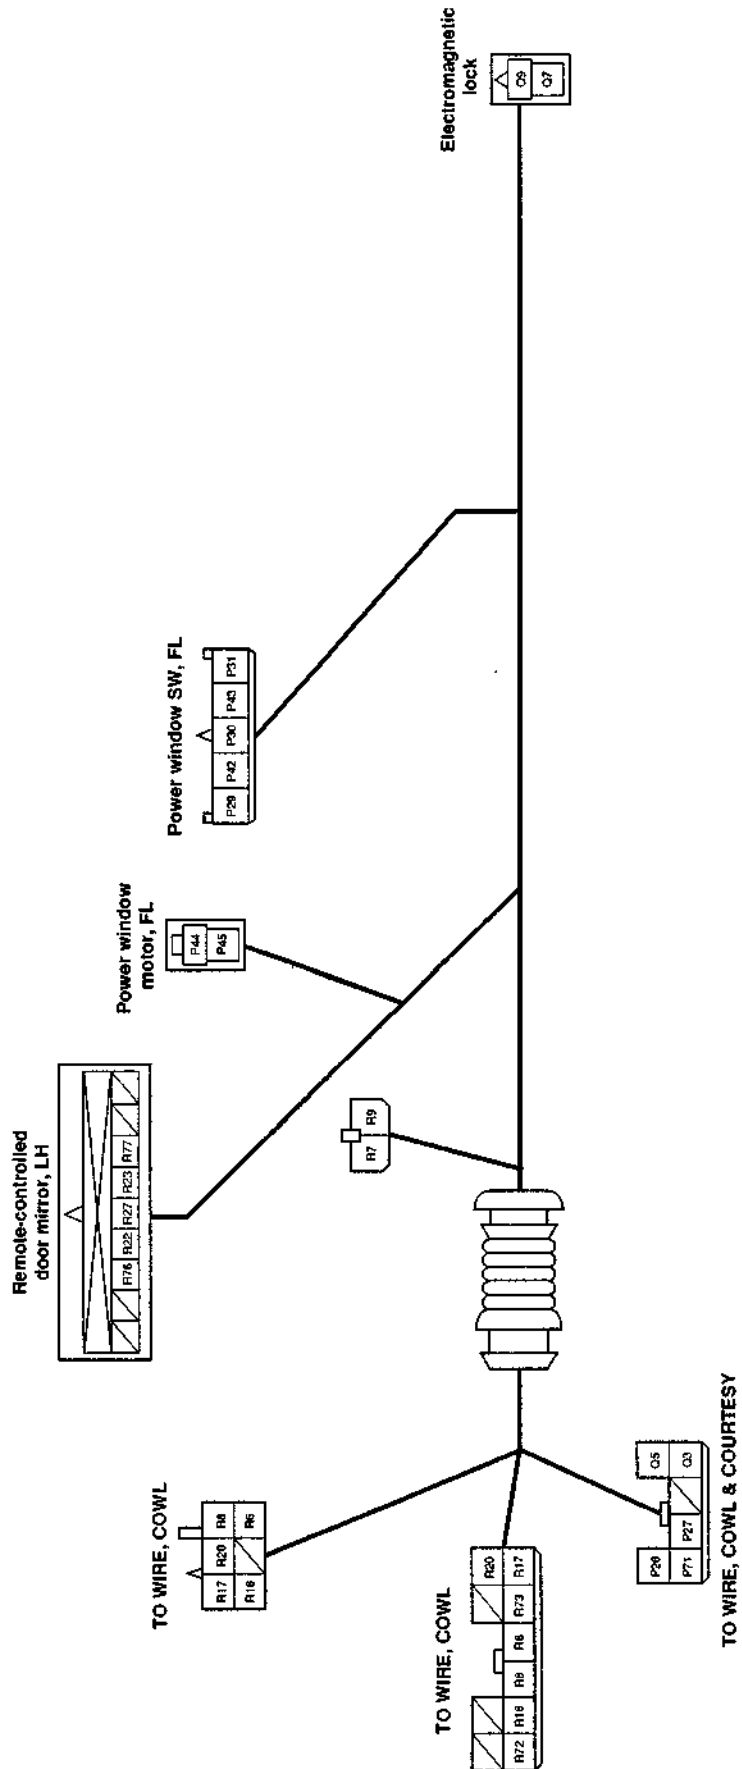 Electromagnetic
lock
Q9
Q7
Power window SW, FL
P29 P42 P30 P43 P31
Power window
motor, FL
P44
P45
Remote-controlled
door mirror, LH
R76 R22 R27 R23 R77
R7 R9
TO WIRE, COWL
R17 R20 R8
R18 R6
TO WIRE, COWL
R20
R72 R18 R8 R6 R73 R17
P26 Q5
P71 P27 Q3
TO WIRE, COWL & COURTESY